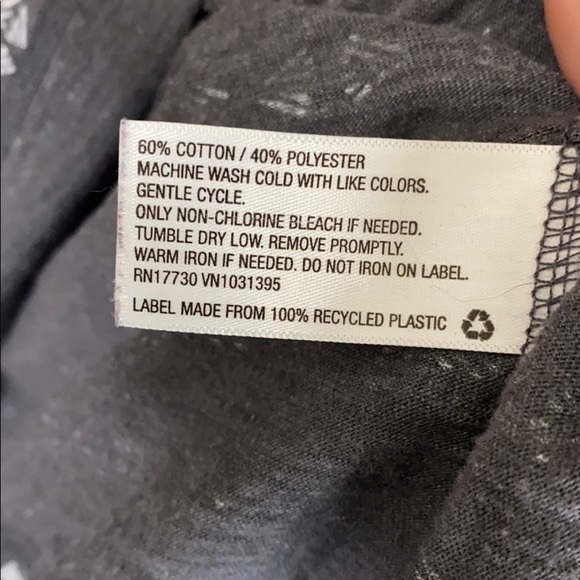 60% COTTON / 40% POLYESTER
MACHINE WASH COLD WITH LIKE COLORS.
GENTLE CYCLE.
ONLY NON-CHLORINE BLEACH IF NEEDED.
TUMBLE DRY LOW. REMOVE PROMPTLY.
WARM IRON IF NEEDED. DO NOT IRON ON LABEL.
RN17730 VN1031395
LABEL MADE FROM 100% RECYCLED PLASTIC